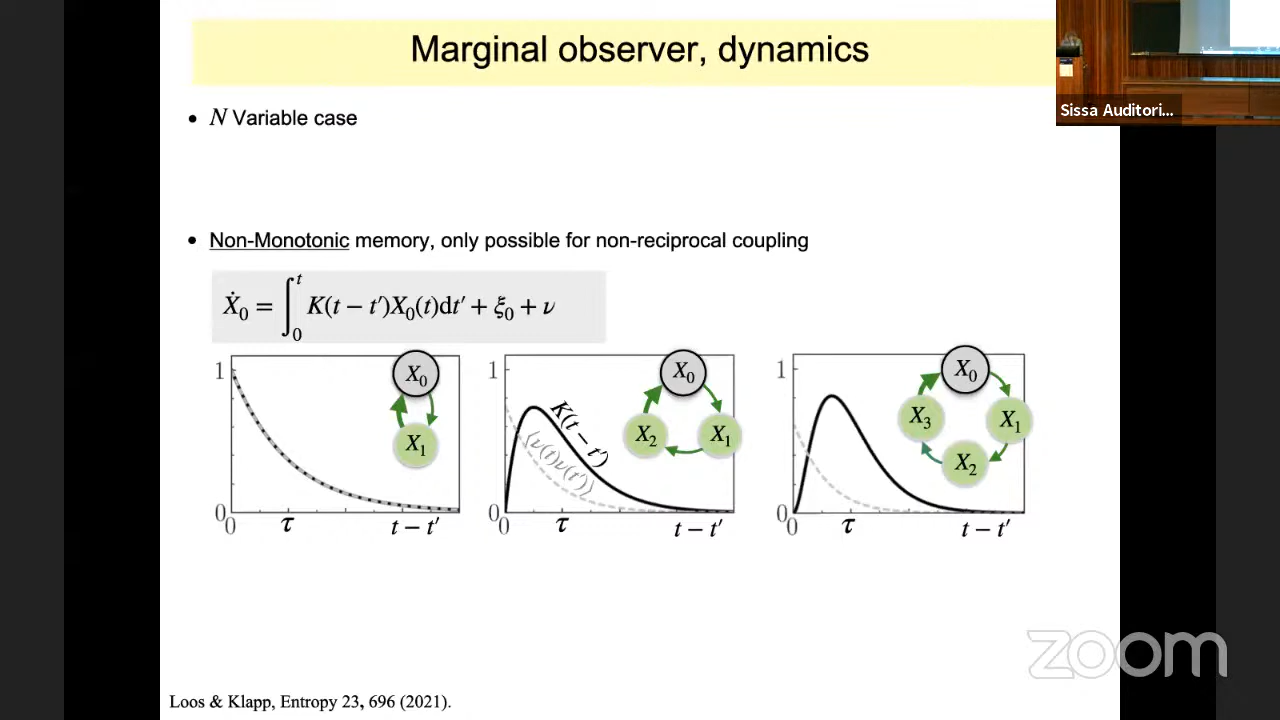 Marginal observer, dynamics
Sissa Auditori...
• N Variable case
• Non-Monotonic memory, only possible for non-reciprocal coupling
Ẋ₀ = ∫₀ᵗ K(t − t′)X₀(t)dt′ + ξ₀ + ν
1
X₀
X₁
0
0
τ
t − t′
1
X₀
K(t − t′)
⟨ν(t)ν(t′)⟩
X₂
X₁
0
0
τ
t − t′
1
X₀
X₃
X₁
X₂
0
0
τ
t − t′
zoom
Loos & Klapp, Entropy 23, 696 (2021).